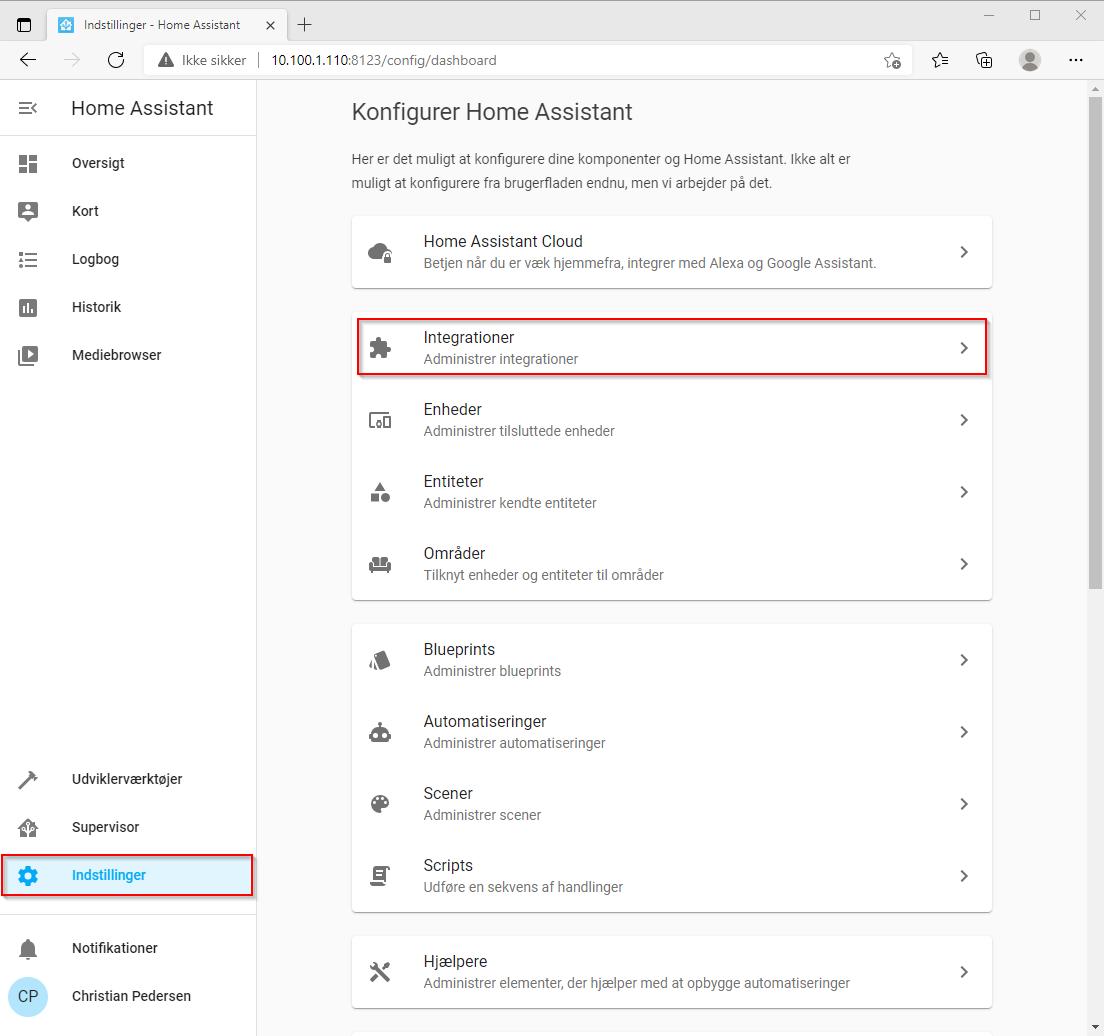 Indstillinger - Home Assistant
Ikke sikker
10.100.1.110:8123/config/dashboard
Home Assistant
Oversigt
Kort
Logbog
Historik
Mediebrowser
Udviklerværktøjer
Supervisor
Indstillinger
Notifikationer
CP Christian Pedersen
Konfigurer Home Assistant
Her er det muligt at konfigurere dine komponenter og Home Assistant. Ikke alt er
muligt at konfigurere fra brugerfladen endnu, men vi arbejder på det.
Home Assistant Cloud
Betjen når du er væk hjemmefra, integrer med Alexa og Google Assistant.
Integrationer
Administrer integrationer
Enheder
Administrer tilsluttede enheder
Entiteter
Administrer kendte entiteter
Områder
Tilknyt enheder og entiteter til områder
Blueprints
Administrer blueprints
Automatiseringer
Administrer automatiseringer
Scener
Administrer scener
Scripts
Udføre en sekvens af handlinger
Hjælpere
Administrer elementer, der hjælper med at opbygge automatiseringer